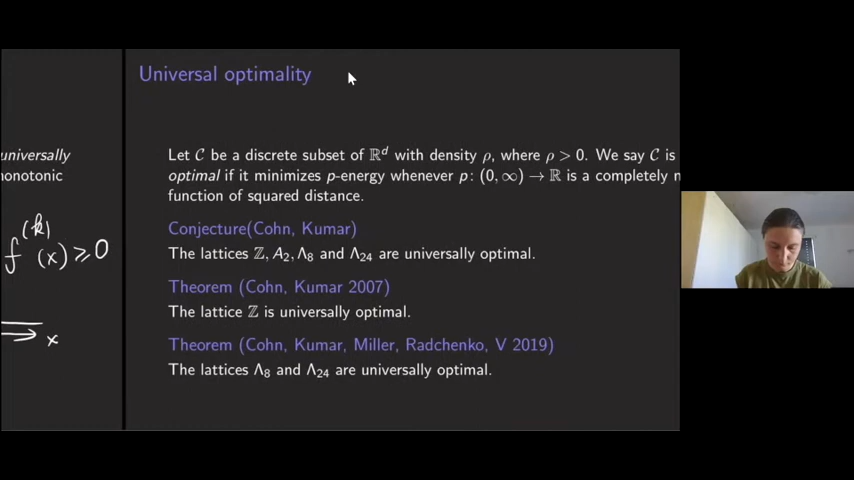 Universal optimality
universally
monotonic
f^{(k)}(x) ⩾ 0
x
Let C be a discrete subset of ℝ^d with density ρ, where ρ > 0. We say C is
optimal if it minimizes p-energy whenever p: (0, ∞) → ℝ is a completely
function of squared distance.
Conjecture(Cohn, Kumar)
The lattices ℤ, A₂, Λ₈ and Λ₂₄ are universally optimal.
Theorem (Cohn, Kumar 2007)
The lattice ℤ is universally optimal.
Theorem (Cohn, Kumar, Miller, Radchenko, V 2019)
The lattices Λ₈ and Λ₂₄ are universally optimal.